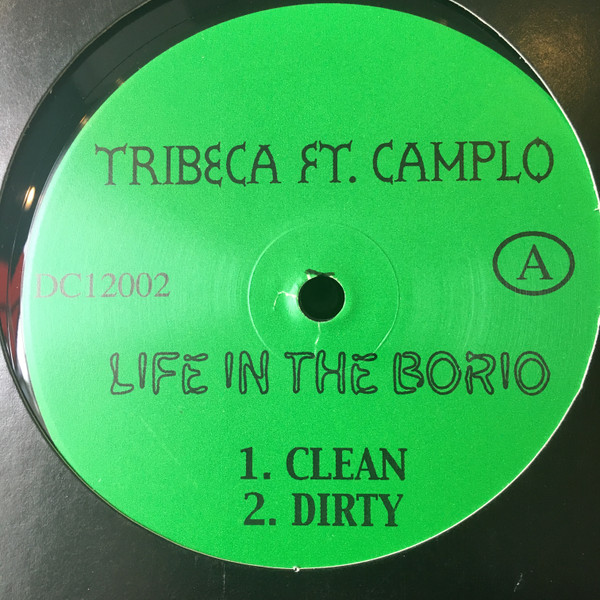 TRIBECA FT. CAMPLO
A
DC12002
LIFE IN THE BORIO
1. CLEAN
2. DIRTY